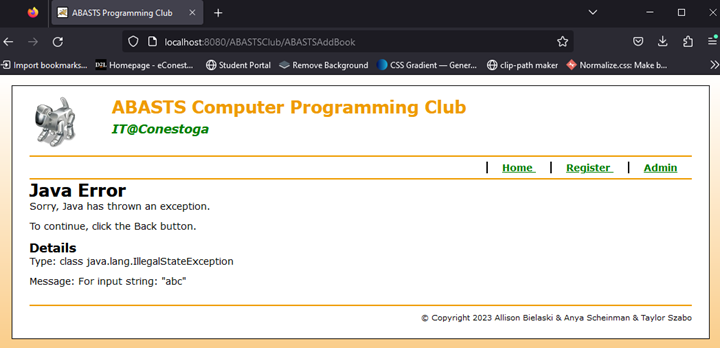 ABASTS Programming Club
localhost:8080/ABASTSClub/ABASTSAddBook
Import bookmarks... D2L Homepage - eConest... Student Portal Remove Background CSS Gradient — Gener... clip-path maker Normalize.css: Make b...
ABASTS Computer Programming Club
IT@Conestoga
| Home | Register | Admin
Java Error
Sorry, Java has thrown an exception.
To continue, click the Back button.
Details
Type: class java.lang.IllegalStateException
Message: For input string: "abc"
© Copyright 2023 Allison Bielaski & Anya Scheinman & Taylor Szabo